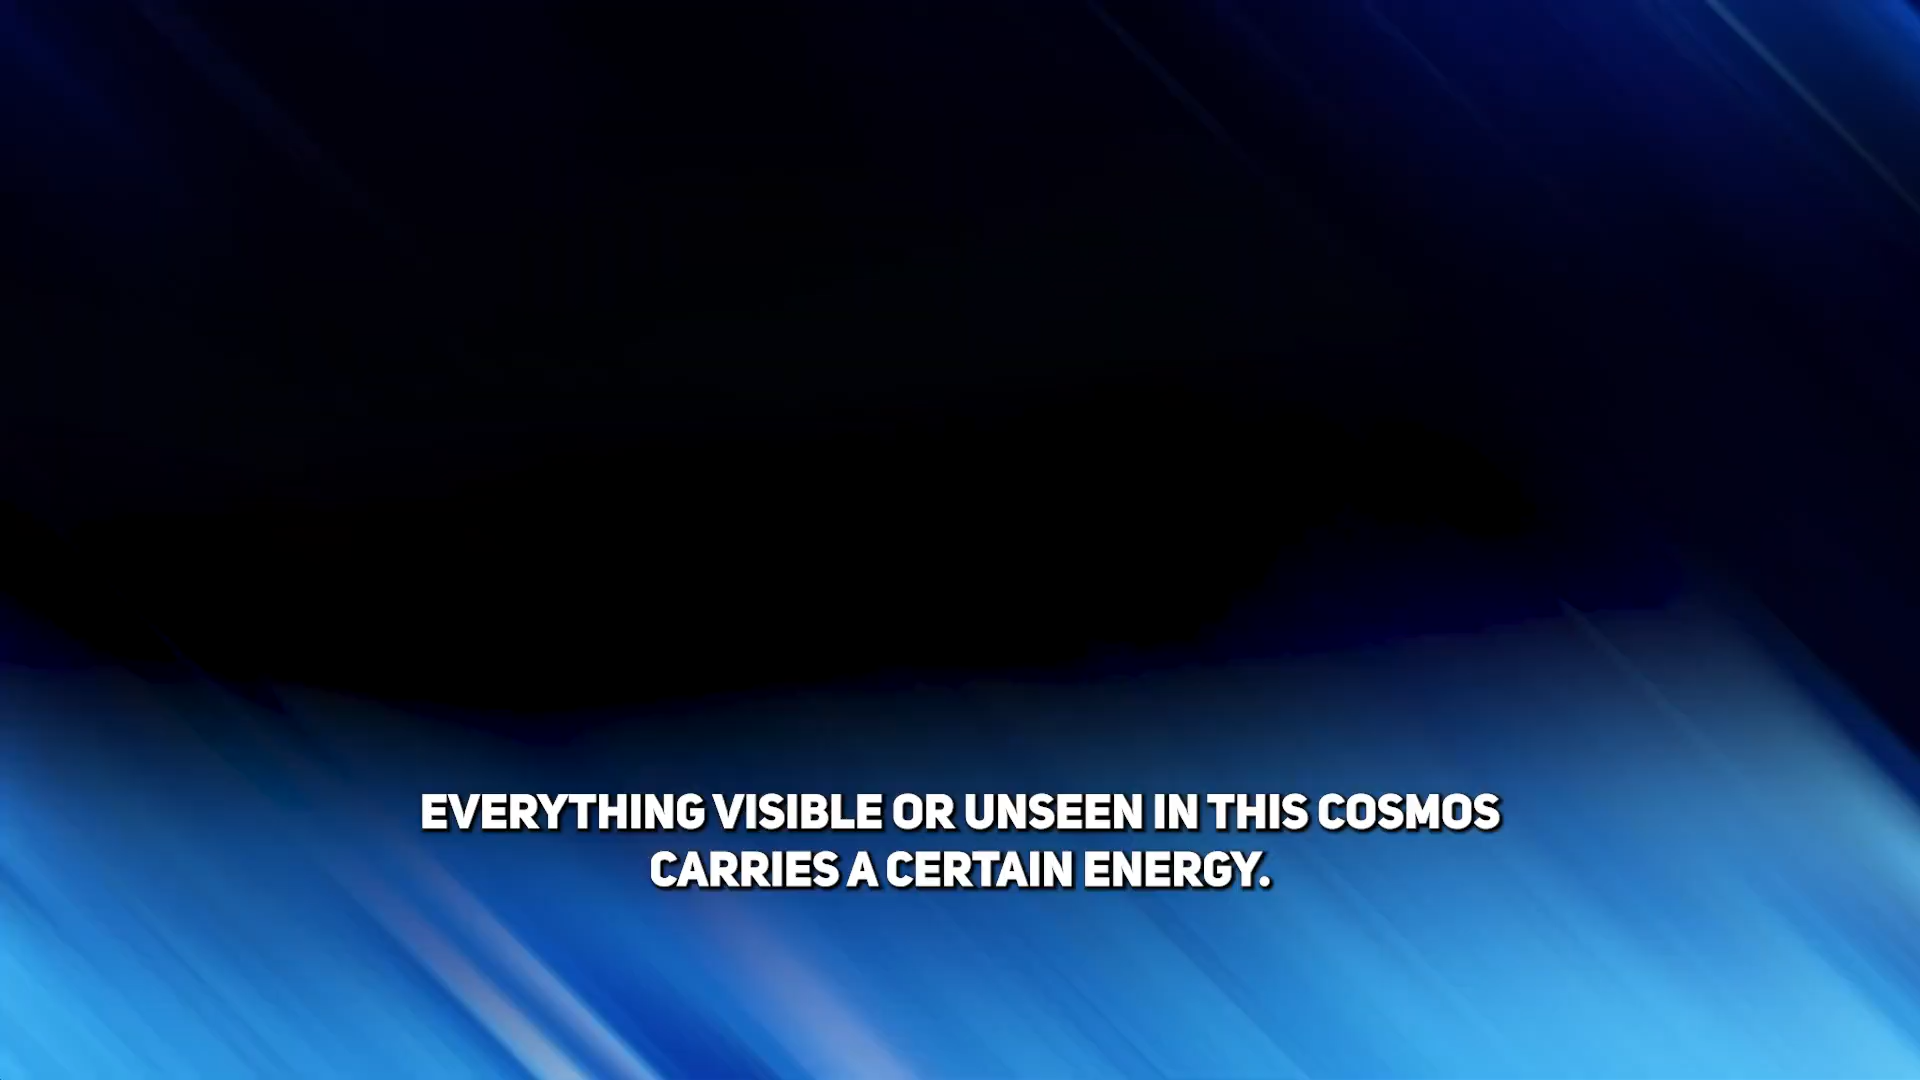 EVERYTHING VISIBLE OR UNSEEN IN THIS COSMOS
CARRIES A CERTAIN ENERGY.